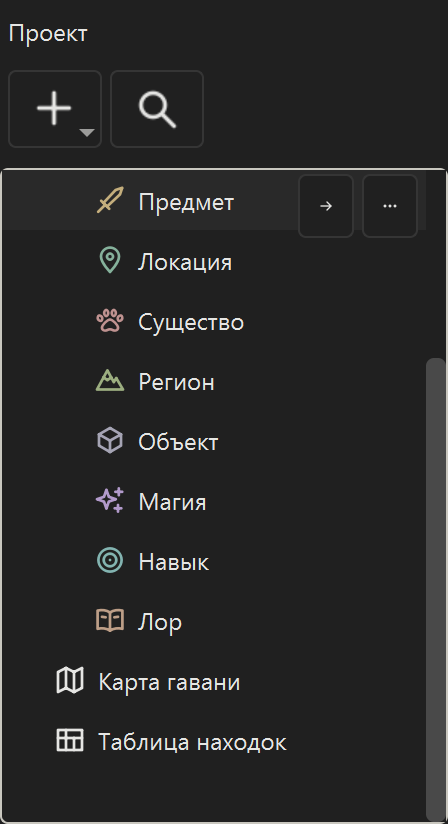 Проект
Предмет
Локация
Существо
Регион
Объект
Магия
Навык
Лор
Карта гавани
Таблица находок